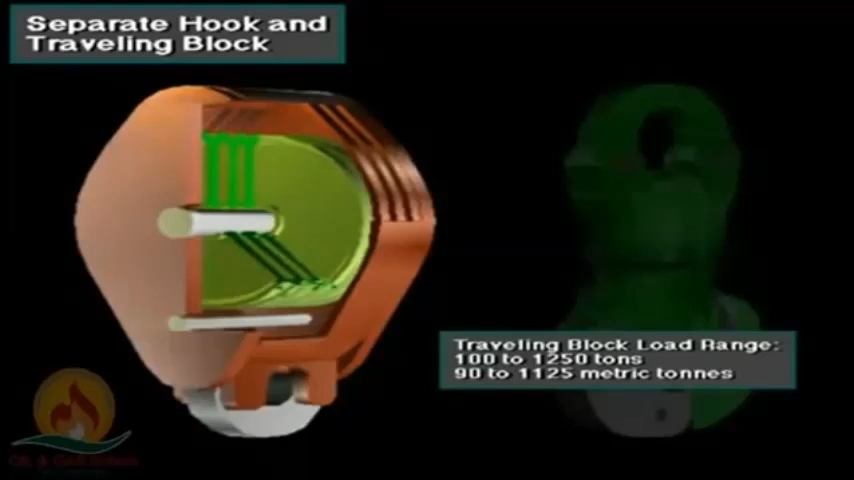 Separate Hook and
Traveling Block
Traveling Block Load Range:
100 to 1250 tons
90 to 1125 metric tonnes